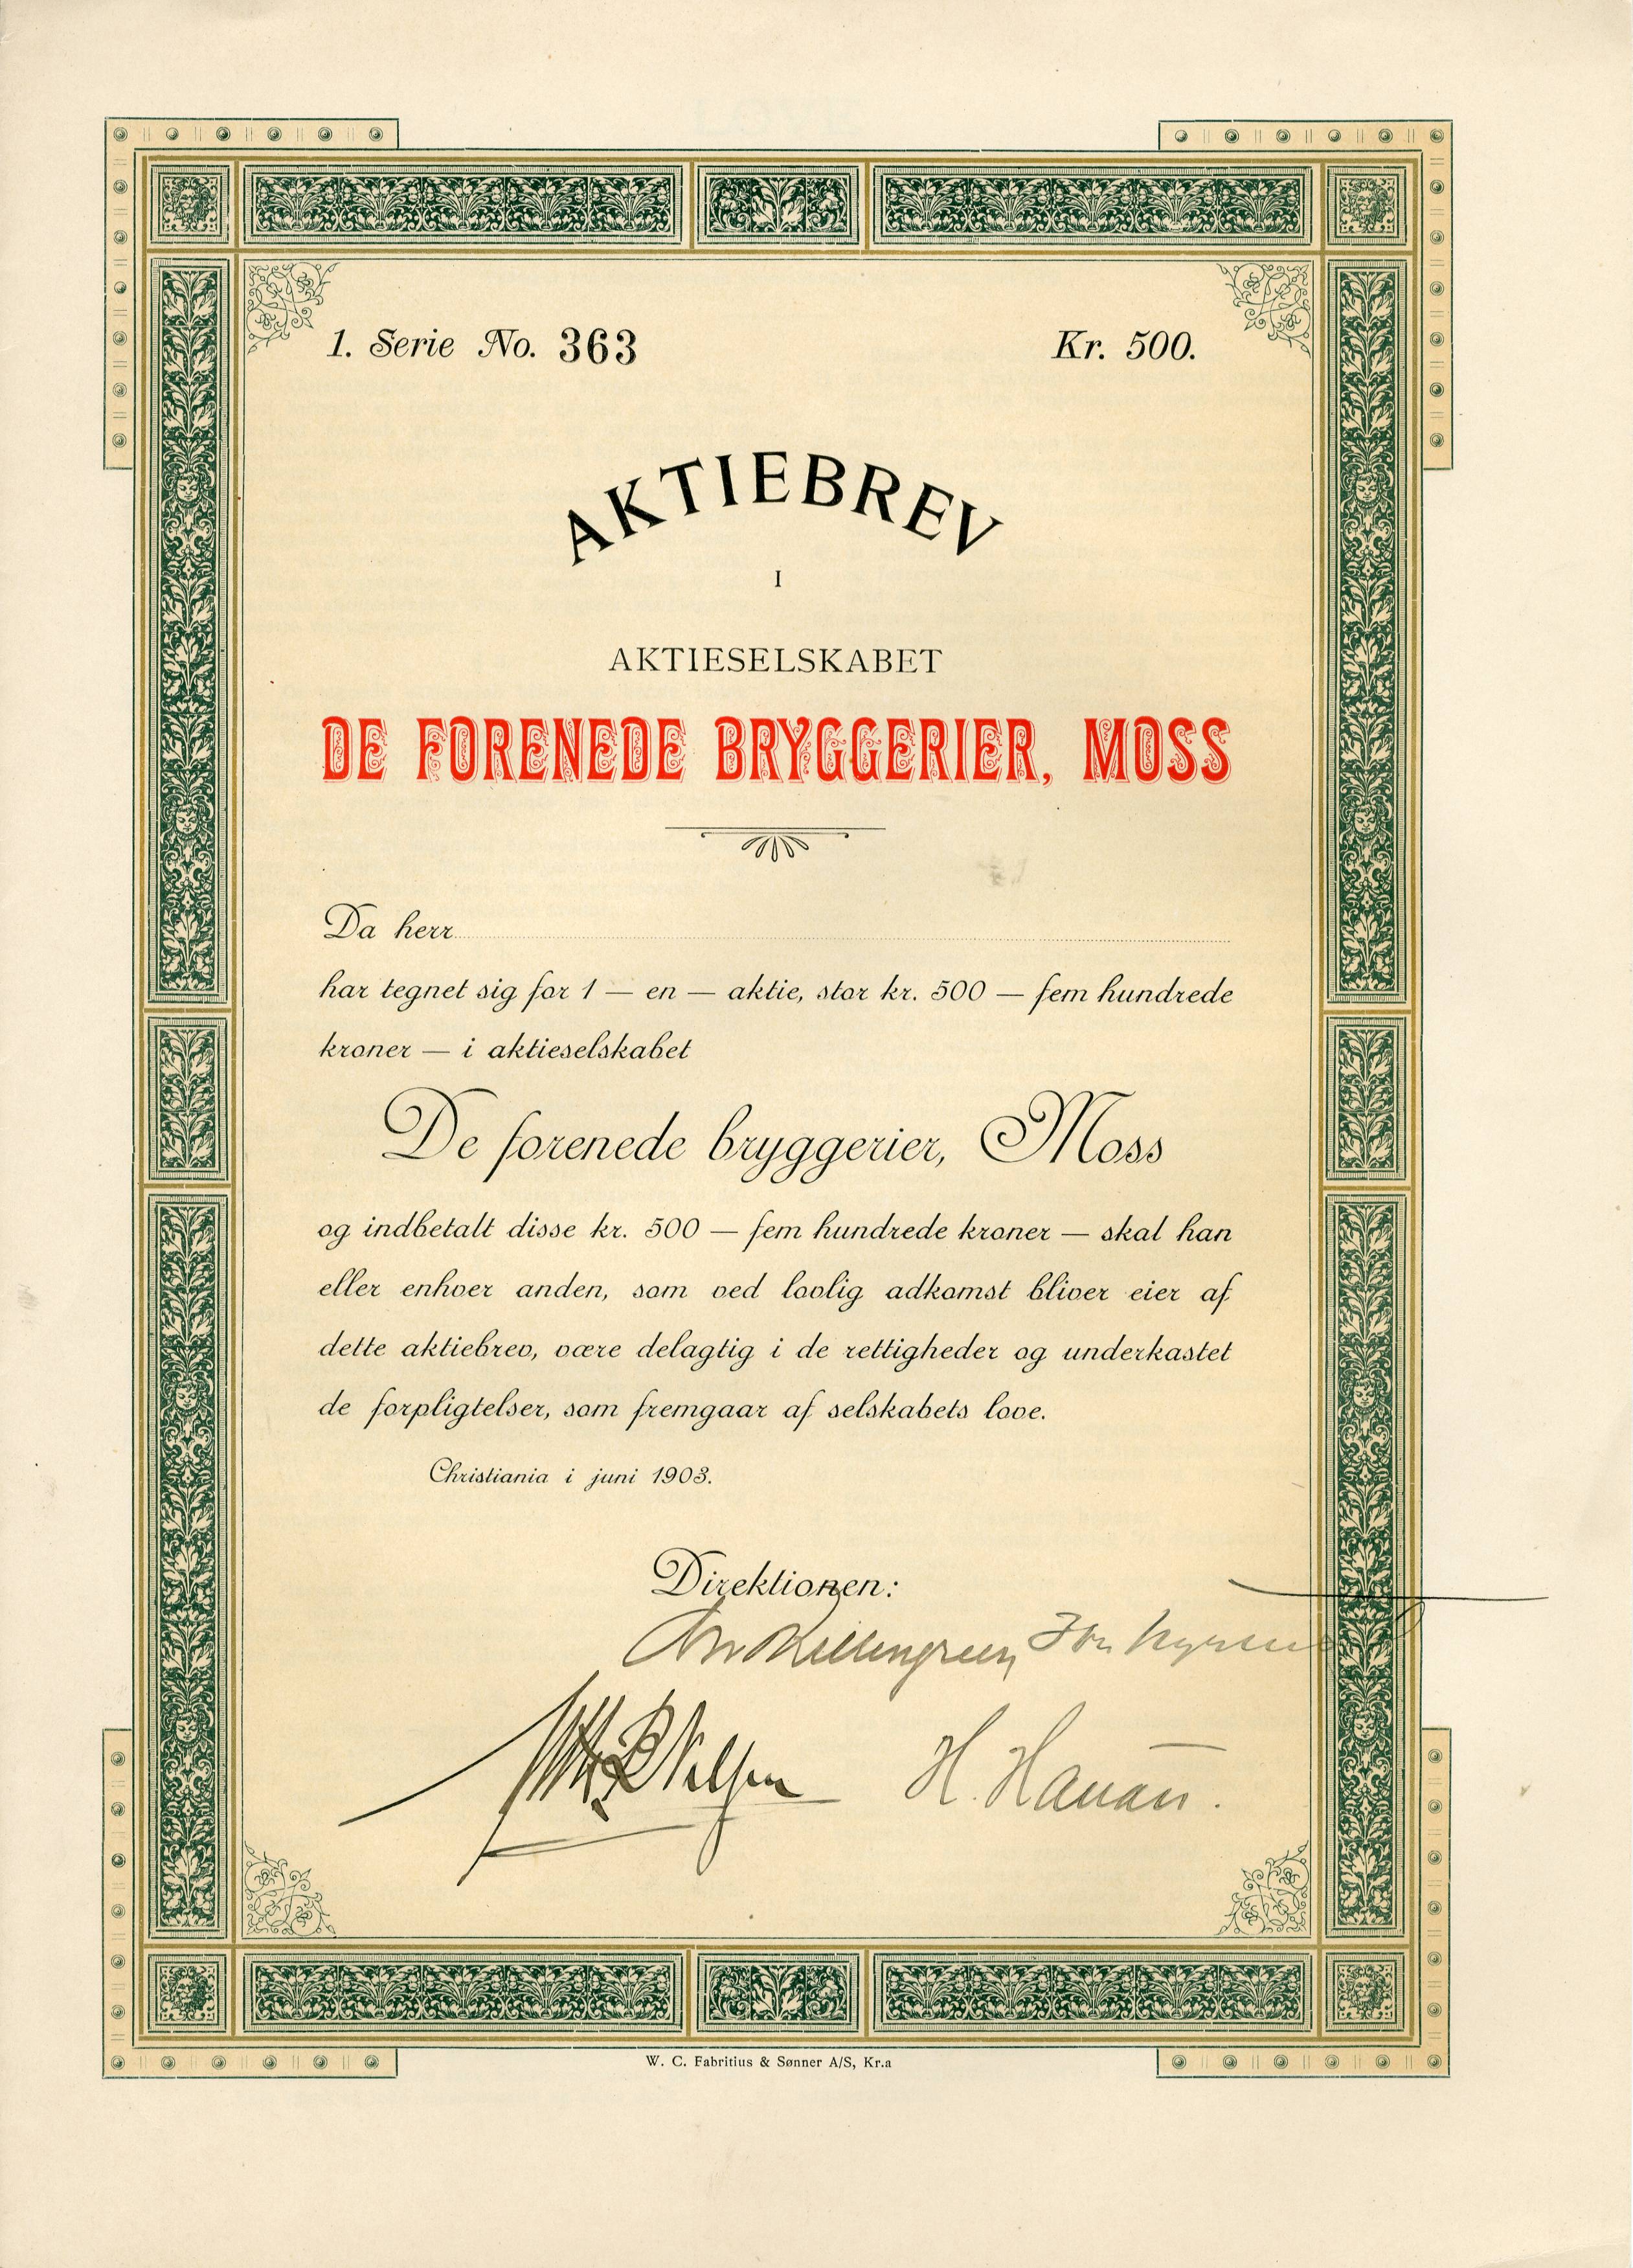 1. Serie No. 363
Kr. 500.
AKTIEBREV
I
AKTIESELSKABET
DE FORENEDE BRYGGERIER, MOSS
Da herr
har tegnet sig for 1 — en — aktie, stor kr. 500 — fem hundrede
kroner — i aktieselskabet
De forenede bryggerier, Moss
og indbetalt disse kr. 500 — fem hundrede kroner — skal han
eller enhver anden, som ved lovlig adkomst bliver eier af
dette aktiebrev, være delagtig i de rettigheder og underkastet
de forpligtelser, som fremgaar af selskabets love.
Christiania i juni 1903.
Direktionen:
H. Hanau.
W. C. Fabritius & Sønner A/S, Kr.a